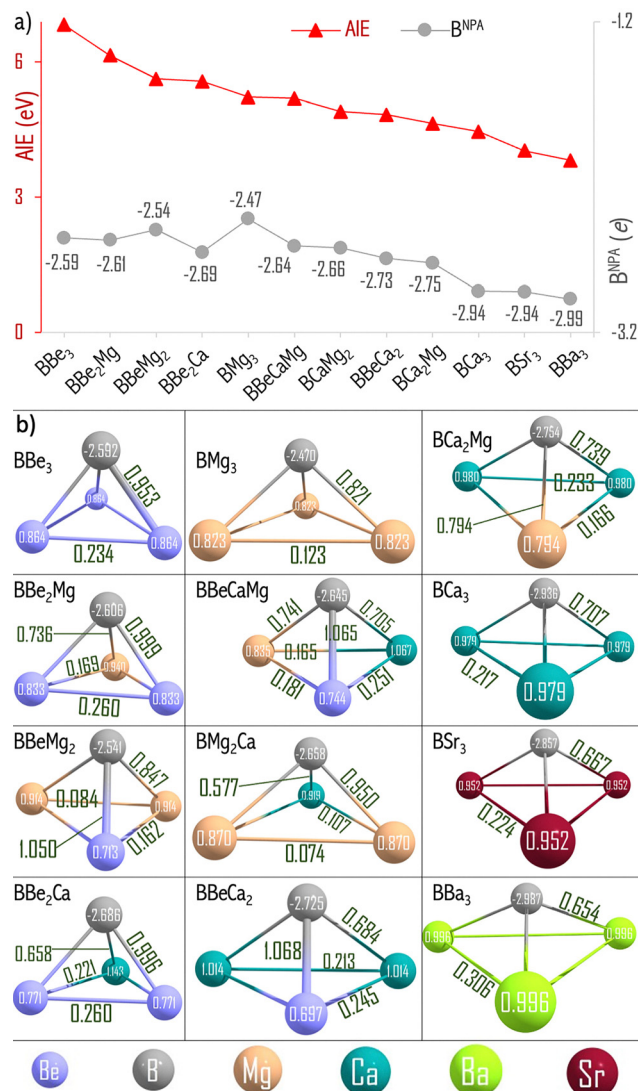 a)
AIE
B^NPA
-1.2
6
AIE (eV)
3
0
-2.59
-2.61
-2.54
-2.69
-2.47
-2.64
-2.66
-2.73
-2.75
-2.94
-2.94
-2.99
B^NPA (e)
-3.2
BBe₃
BBe₂Mg
BBeMg₂
BBe₂Ca
BMg₃
BBeCaMg
BCaMg₂
BBeCa₂
BCa₂Mg
BCa₃
BSr₃
BBa₃
b)
BBe₃
-2.592
0.953
0.864
0.864
0.864
0.234
BMg₃
-2.470
0.821
0.823
0.823
0.823
0.123
BCa₂Mg
-2.754
0.739
0.980
0.980
0.233
0.794
0.166
0.794
BBe₂Mg
-2.606
0.736
0.999
0.169
0.940
0.833
0.833
0.260
BBeCaMg
-2.645
0.741
0.705
1.065
0.835
0.165
1.067
0.181
0.251
0.744
BCa₃
-2.936
0.707
0.979
0.979
0.217
0.979
BBeMg₂
-2.541
0.847
0.914
0.084
0.914
1.050
0.162
0.713
BMg₂Ca
-2.658
0.577
0.950
0.919
0.107
0.870
0.870
0.074
BSr₃
-2.857
0.667
0.952
0.952
0.224
0.952
BBe₂Ca
-2.686
0.658
0.996
0.221
1.143
0.771
0.771
0.260
BBeCa₂
-2.725
0.684
1.068
0.213
1.014
1.014
0.245
0.697
BBa₃
-2.987
0.654
0.996
0.996
0.306
0.996
Be
B
Mg
Ca
Ba
Sr